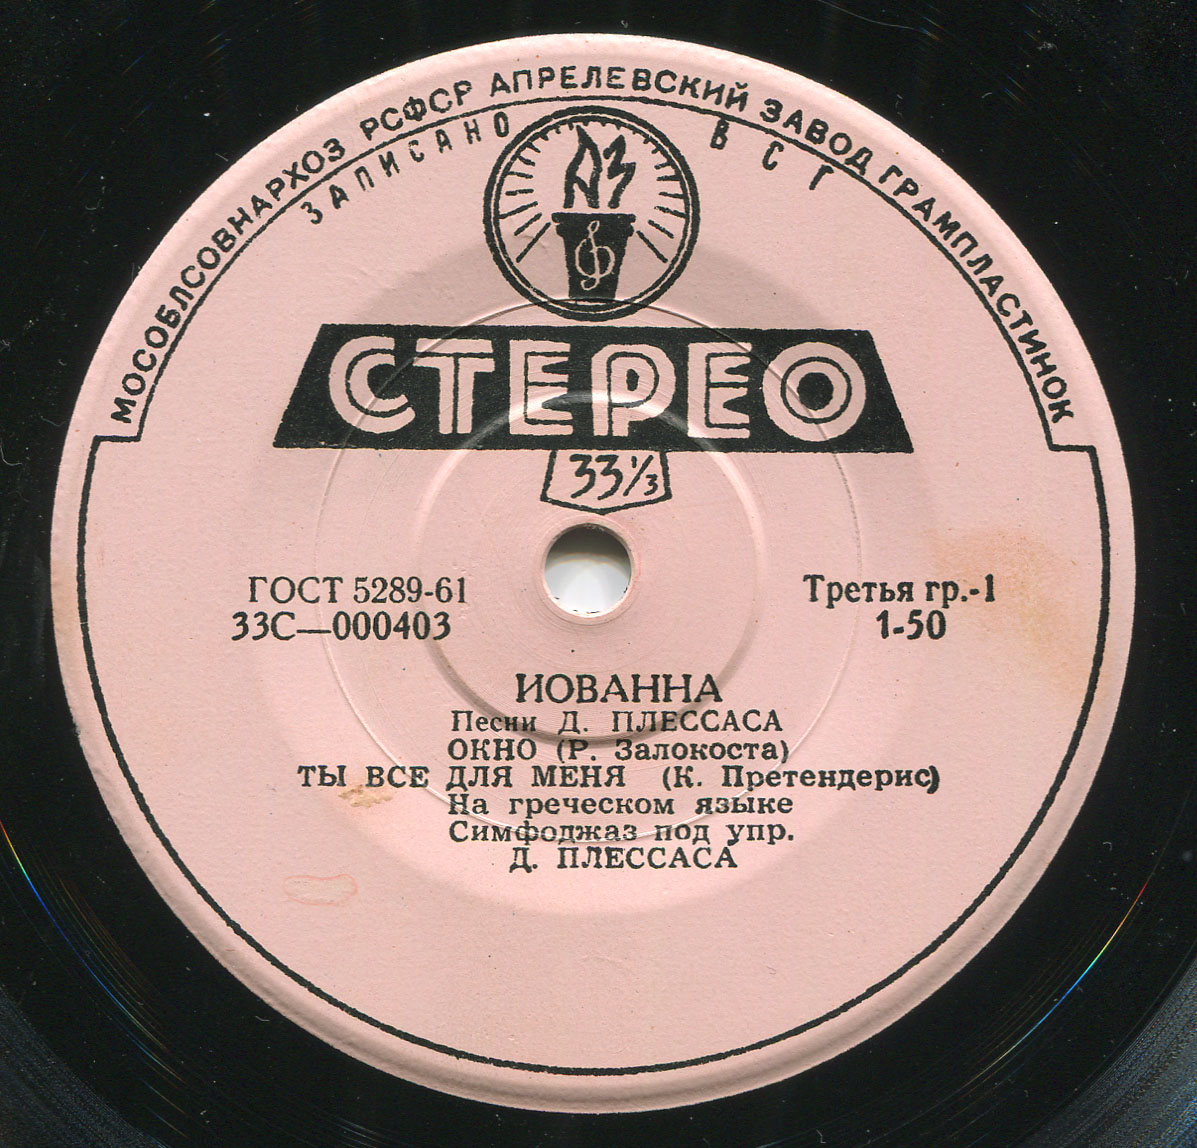 МОСОБЛСОВНАРХОЗ РСФСР АПРЕЛЕВСКИЙ ЗАВОД ГРАМПЛАСТИНОК
ЗАПИСАНО ВСГ
АЗ
СТЕРЕО
33⅓
ГОСТ 5289-61
Третья гр.-1
33С—000403
1-50
ИОВАННА
Песни Д. ПЛЕССАСА
ОКНО (Р. Залокоста)
ТЫ ВСЕ ДЛЯ МЕНЯ (К. Претендерис)
На греческом языке
Симфоджаз под упр.
Д. ПЛЕССАСА